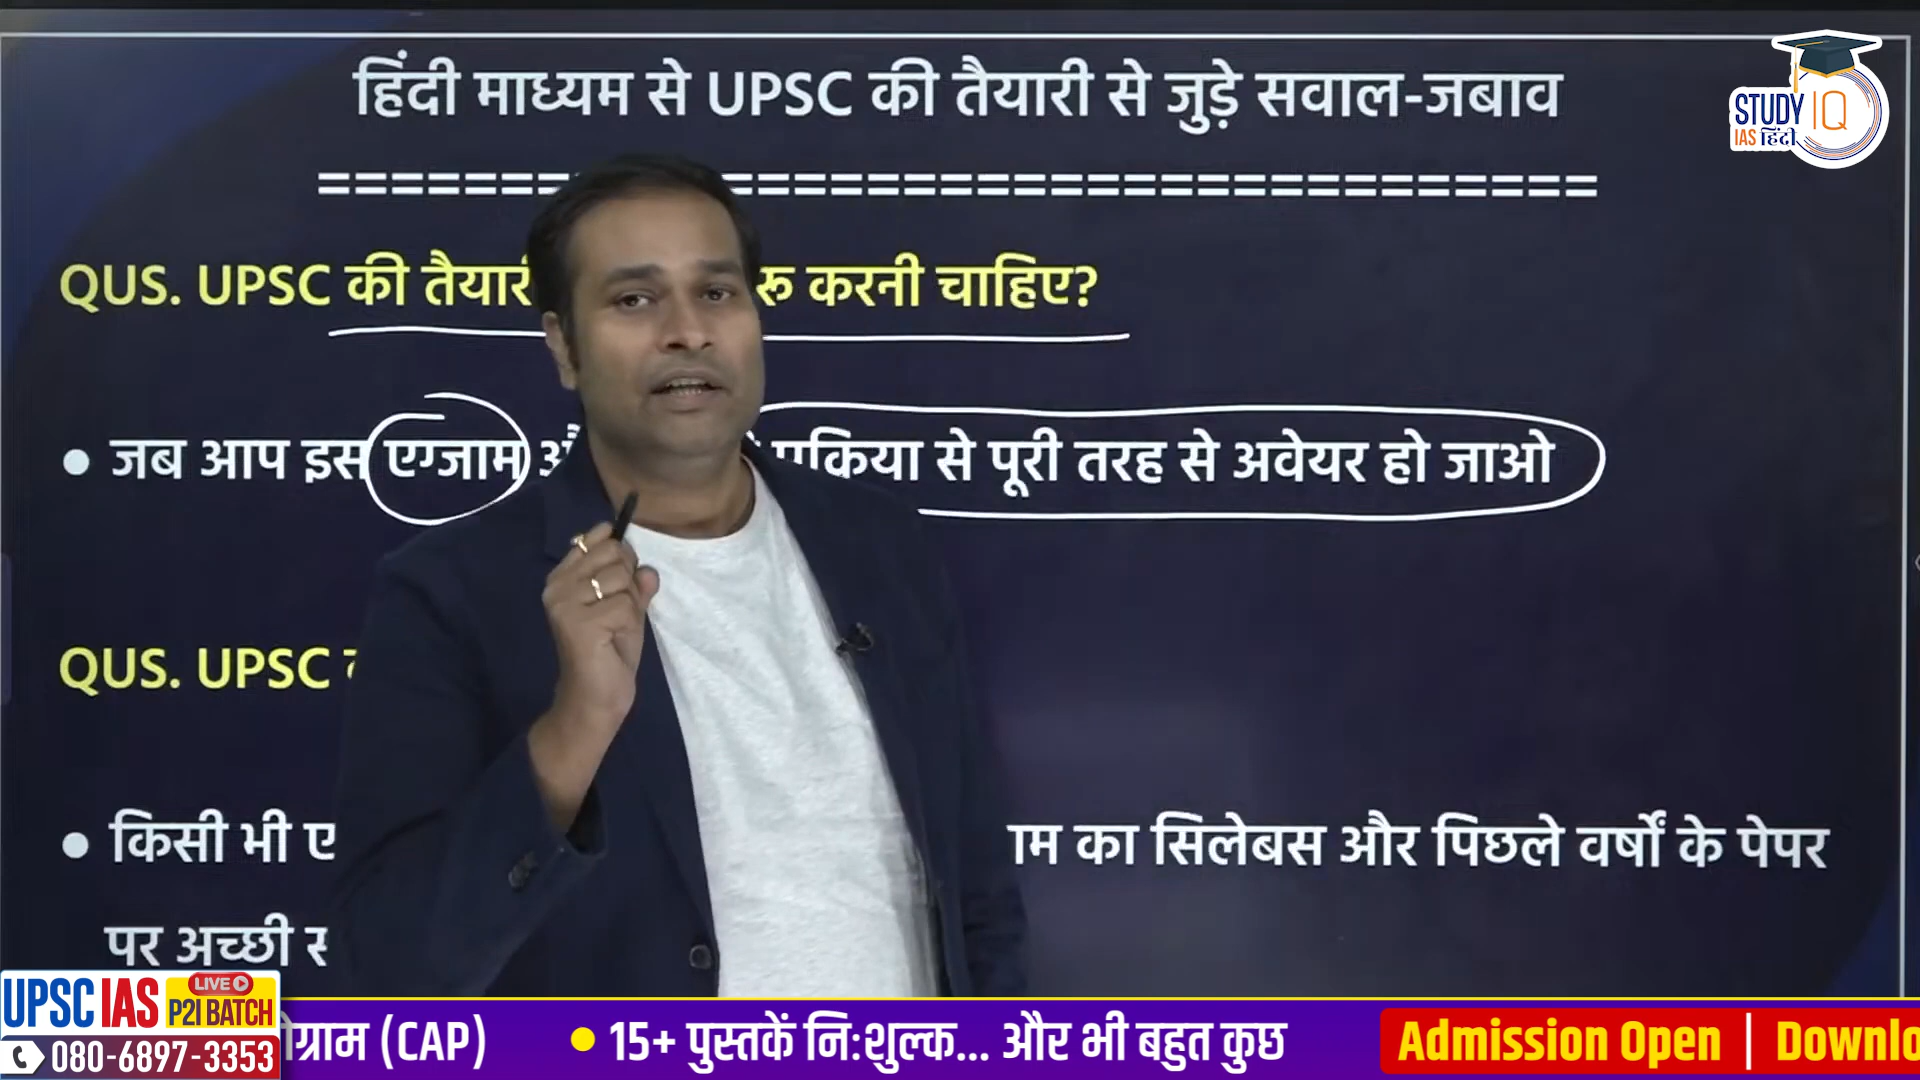 हिंदी माध्यम से UPSC की तैयारी से जुड़े सवाल-जबाव
STUDY IQ
IAS हिंदी
=================================
QUS. UPSC की करनी चाहिए?
जब आप इस एग्जाम से पूरी तरह से अवेयर हो जाओ
QUS. UPSC
किसी भी का सिलेबस और पिछले वर्षों के पेपर
पर अच्छी
UPSC IAS LIVE P2I BATCH
080-6897-3353
(CAP) 15+ पुस्तकें नि:शुल्क... और भी बहुत कुछ Admission Open |